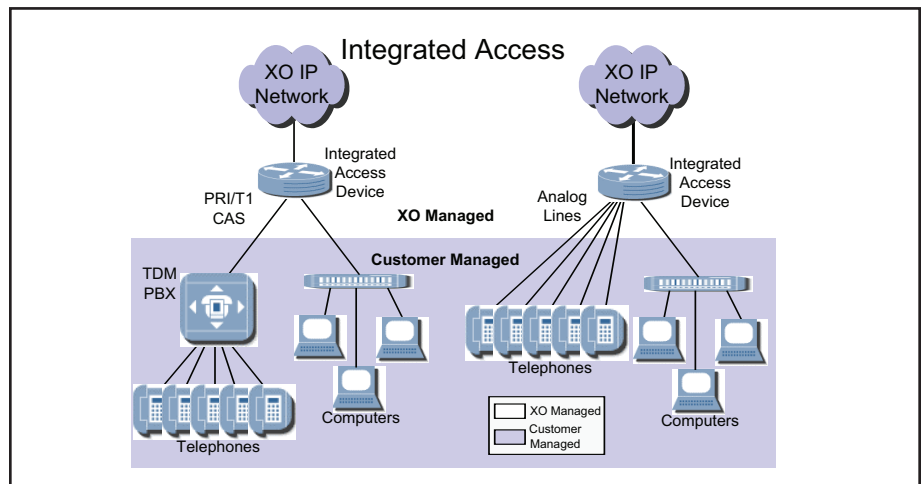 Integrated Access
XO IP
Network
XO IP
Network
Integrated
Access
Device
PRI/T1
CAS
Analog
Lines
Integrated
Access
Device
XO Managed
Customer Managed
TDM
PBX
Telephones
Computers
Telephones
Computers
XO Managed
Customer
Managed